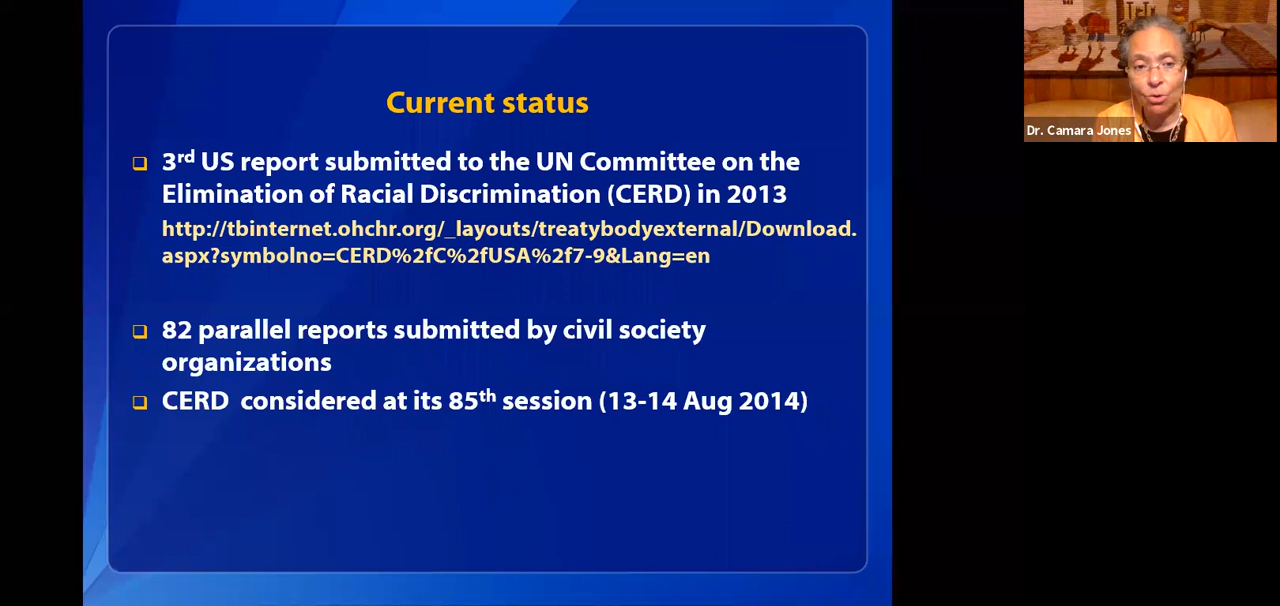 Current status
3rd US report submitted to the UN Committee on the
Elimination of Racial Discrimination (CERD) in 2013
http://tbinternet.ohchr.org/_layouts/treatybodyexternal/Download.
aspx?symbolno=CERD%2fC%2fUSA%2f7-9&Lang=en
82 parallel reports submitted by civil society
organizations
CERD  considered at its 85th session (13-14 Aug 2014)
Dr. Camara Jones